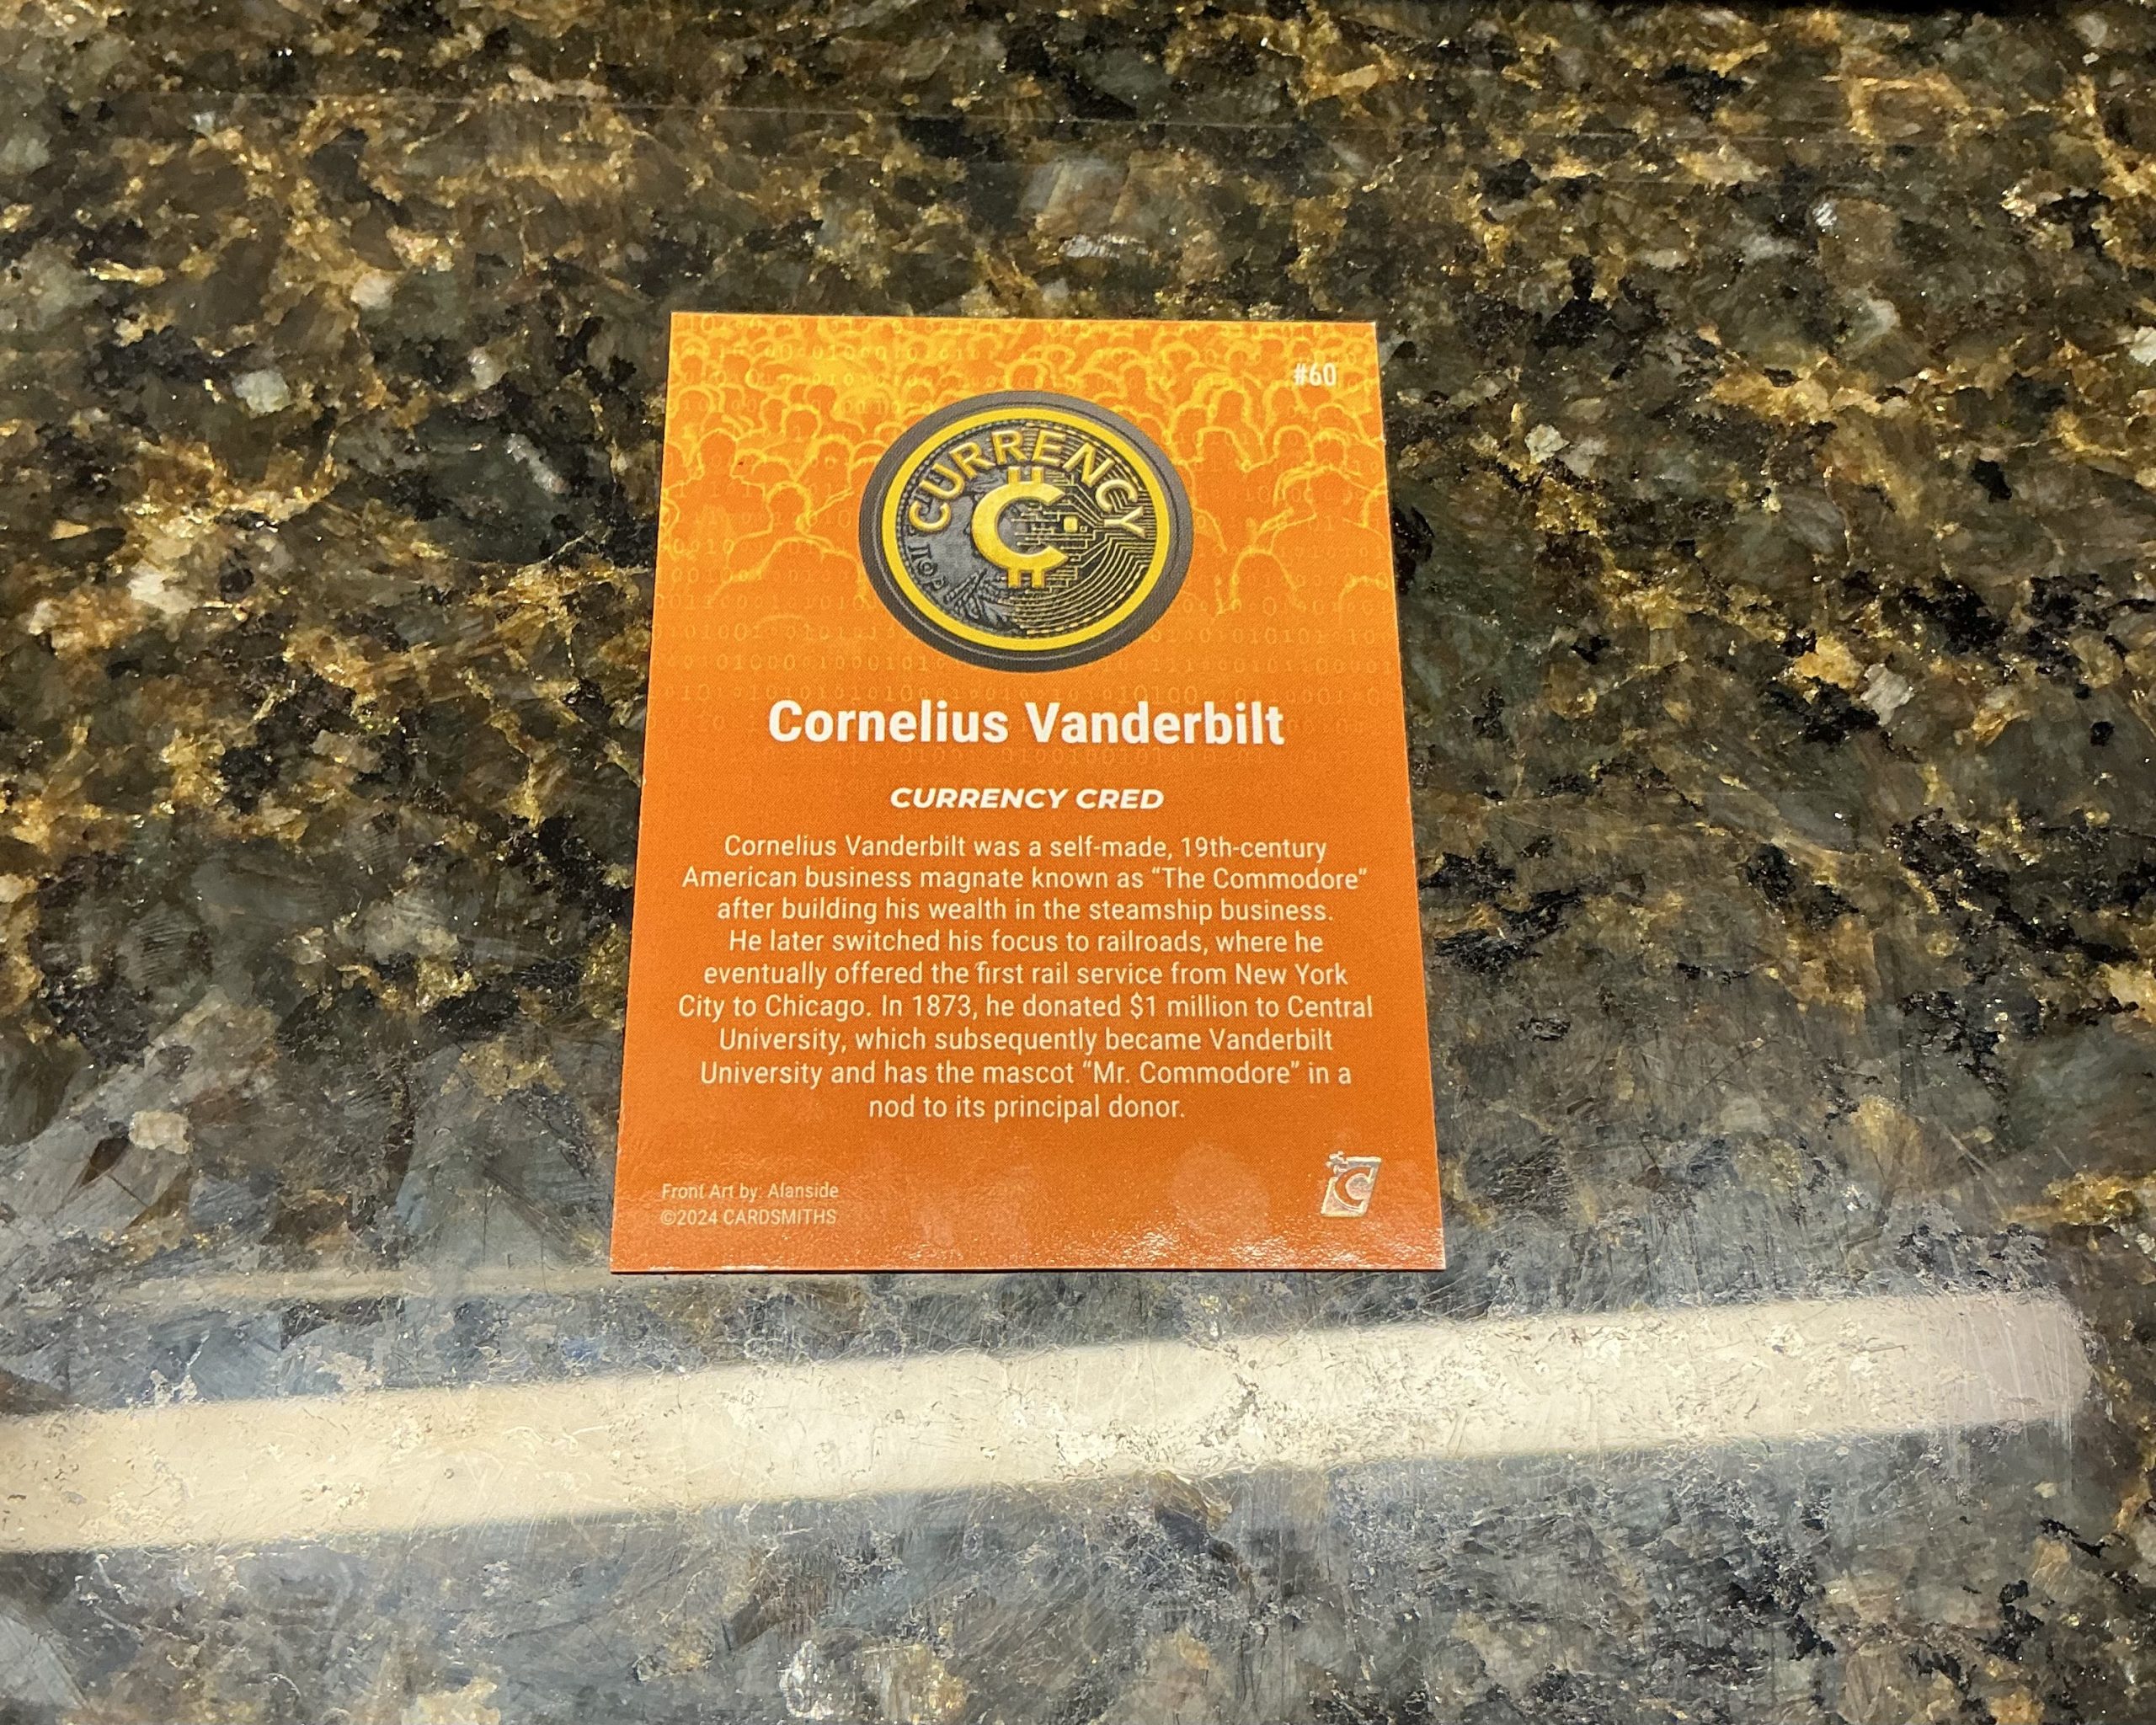 #60
CURRENCY
C
Cornelius Vanderbilt
CURRENCY CRED
Cornelius Vanderbilt was a self-made, 19th-century
American business magnate known as “The Commodore”
after building his wealth in the steamship business.
He later switched his focus to railroads, where he
eventually offered the first rail service from New York
City to Chicago. In 1873, he donated $1 million to Central
University, which subsequently became Vanderbilt
University and has the mascot “Mr. Commodore” in a
nod to its principal donor.
Front Art by: Alanside
©2024 CARDSMITHS
C